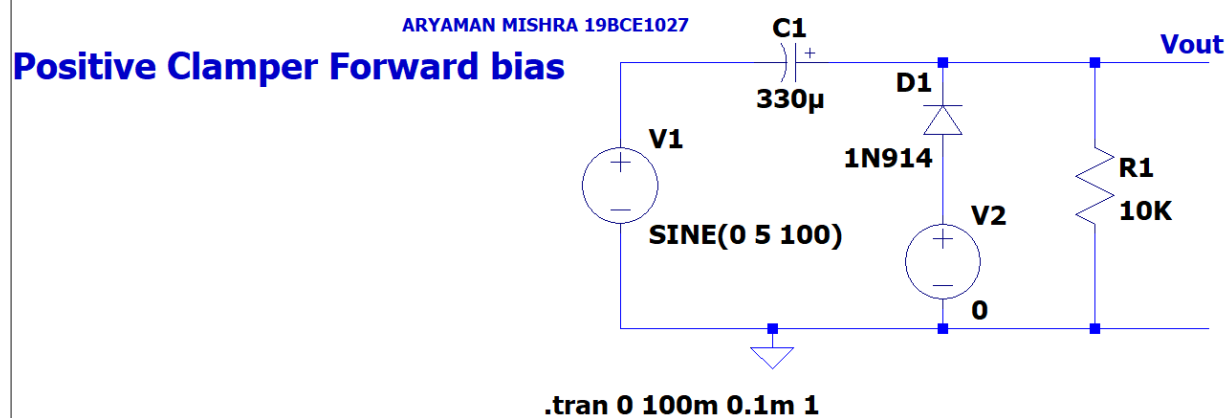 ARYAMAN MISHRA 19BCE1027
Positive Clamper Forward bias
C1
+
330µ
Vout
D1
1N914
V1
+
SINE(0 5 100)
V2
+
0
R1
10K
.tran 0 100m 0.1m 1